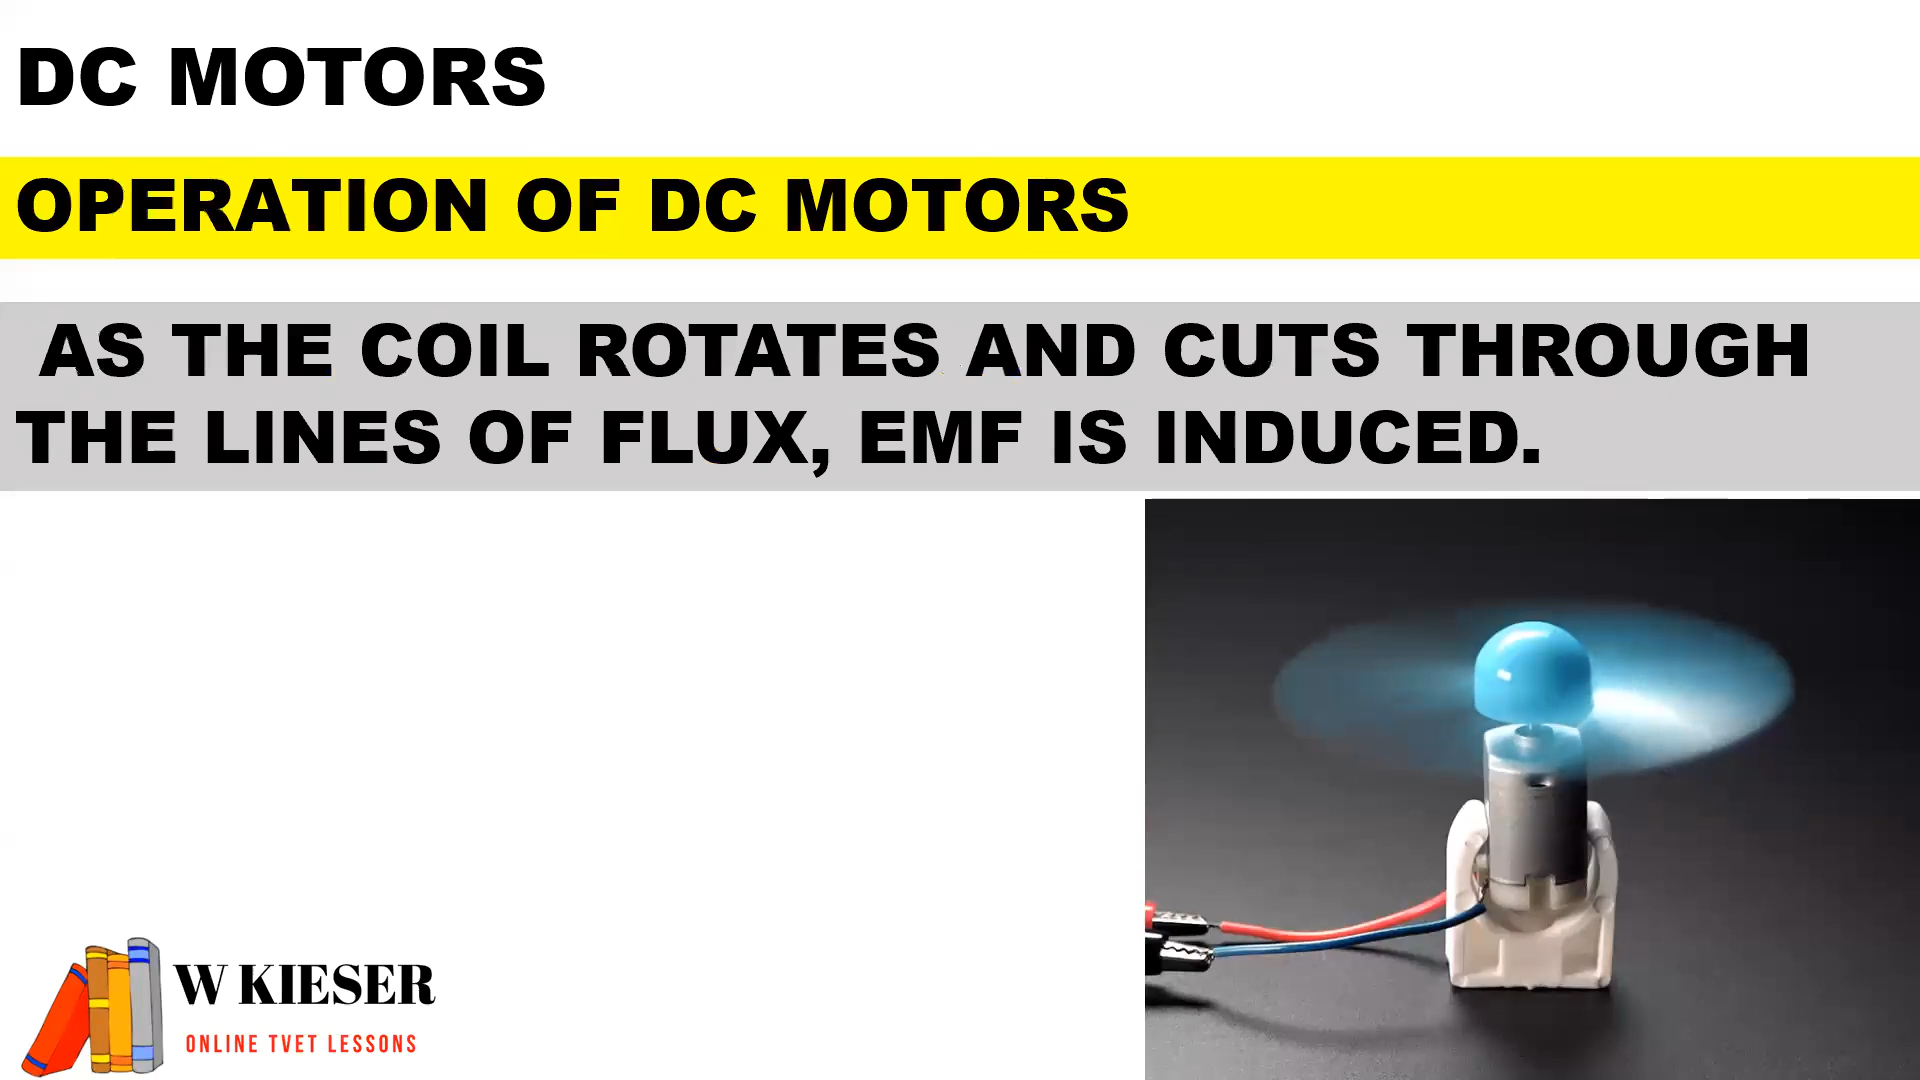 DC MOTORS
OPERATION OF DC MOTORS
AS THE COIL ROTATES AND CUTS THROUGH
THE LINES OF FLUX, EMF IS INDUCED.
W KIESER
ONLINE TVET LESSONS